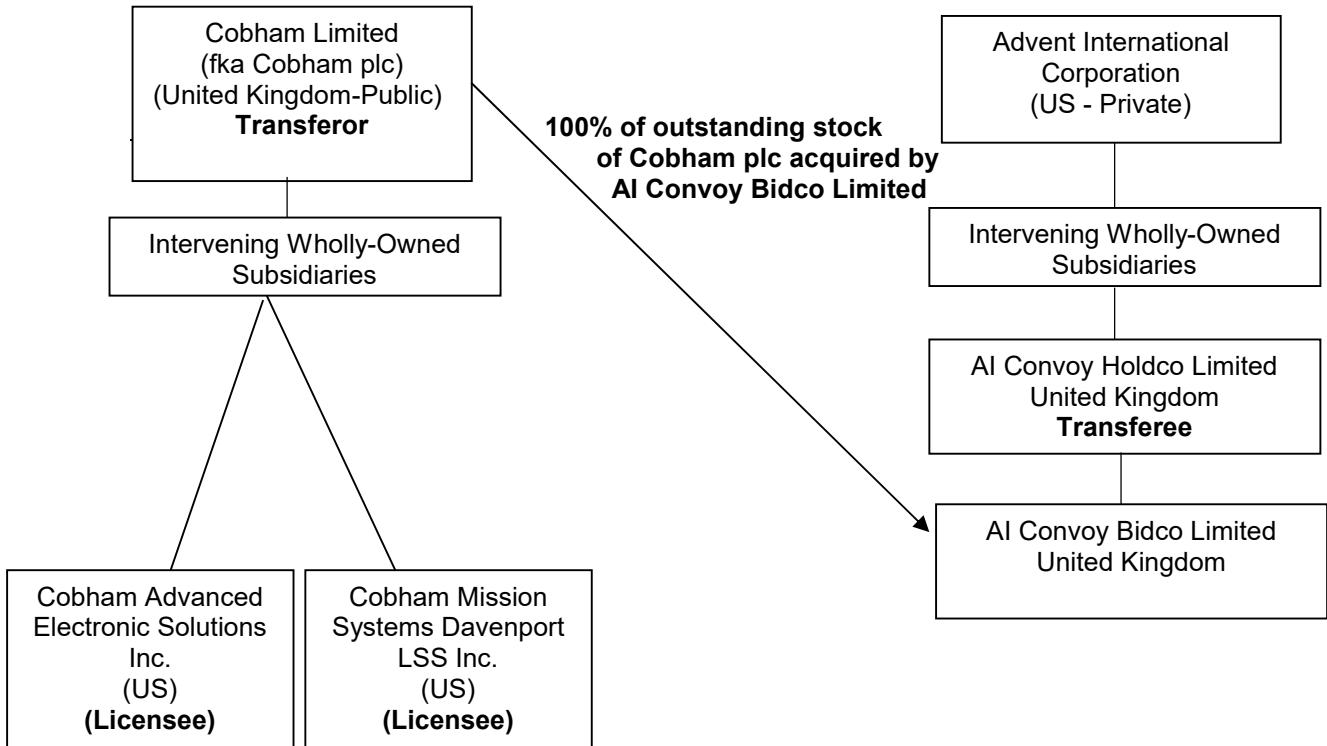 Cobham Limited
(fka Cobham plc)
(United Kingdom-Public)
Transferor
Intervening Wholly-Owned
Subsidiaries
Cobham Advanced
Electronic Solutions
Inc.
(US)
(Licensee)
Cobham Mission
Systems Davenport
LSS Inc.
(US)
(Licensee)
100% of outstanding stock
of Cobham plc acquired by
AI Convoy Bidco Limited
Advent International
Corporation
(US - Private)
Intervening Wholly-Owned
Subsidiaries
AI Convoy Holdco Limited
United Kingdom
Transferee
AI Convoy Bidco Limited
United Kingdom